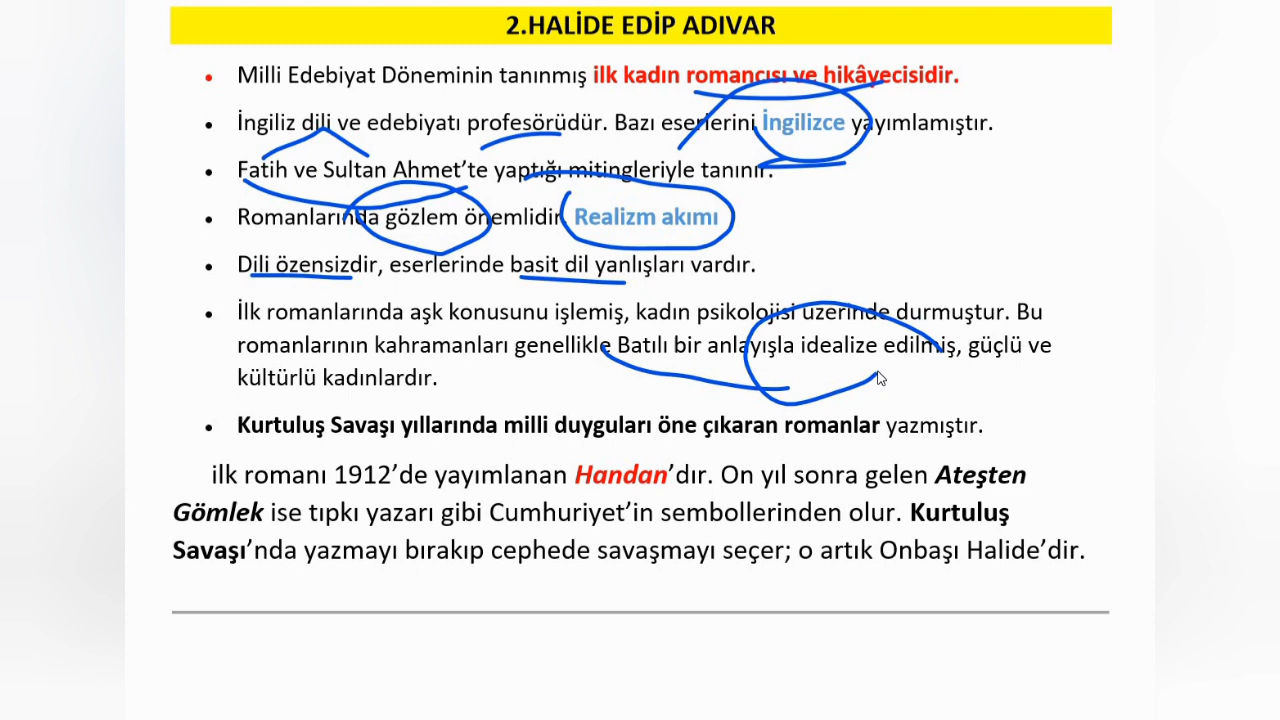 2.HALİDE EDİP ADIVAR
• Milli Edebiyat Döneminin tanınmış ilk kadın romancısı ve hikâyecisidir.
• İngiliz dili ve edebiyatı profesörüdür. Bazı eserlerini İngilizce yayımlamıştır.
• Fatih ve Sultan Ahmet’te yaptığı mitingleriyle tanınır.
• Romanlarında gözlem önemlidir. Realizm akımı
• Dili özensizdir, eserlerinde basit dil yanlışları vardır.
• İlk romanlarında aşk konusunu işlemiş, kadın psikolojisi üzerinde durmuştur. Bu
romanlarının kahramanları genellikle Batılı bir anlayışla idealize edilmiş, güçlü ve
kültürlü kadınlardır.
• Kurtuluş Savaşı yıllarında milli duyguları öne çıkaran romanlar yazmıştır.
ilk romanı 1912’de yayımlanan Handan’dır. On yıl sonra gelen Ateşten
Gömlek ise tıpkı yazarı gibi Cumhuriyet’in sembollerinden olur. Kurtuluş
Savaşı’nda yazmayı bırakıp cephede savaşmayı seçer; o artık Onbaşı Halide’dir.